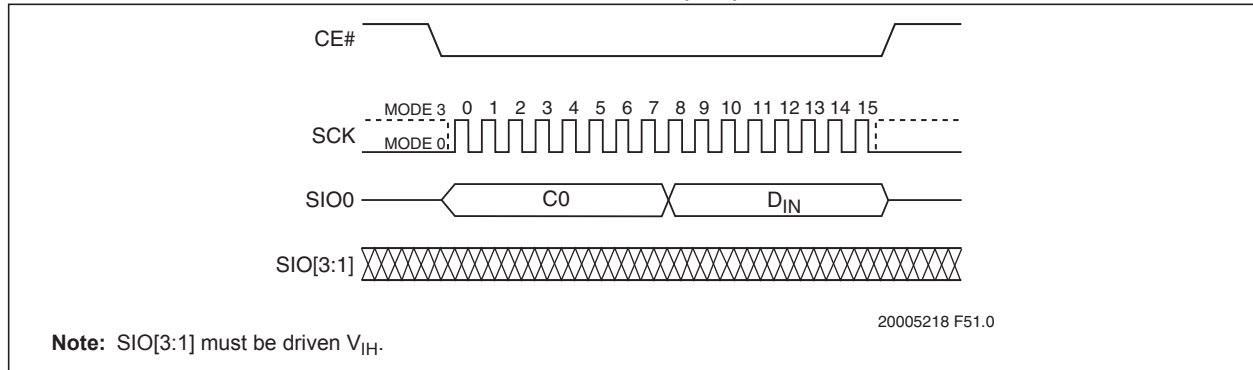 CE#
MODE 3 0 1 2 3 4 5 6 7 8 9 10 11 12 13 14 15
SCK
MODE 0
SIO0 C0 DIN
SIO[3:1]
20005218 F51.0
Note: SIO[3:1] must be driven VIH.